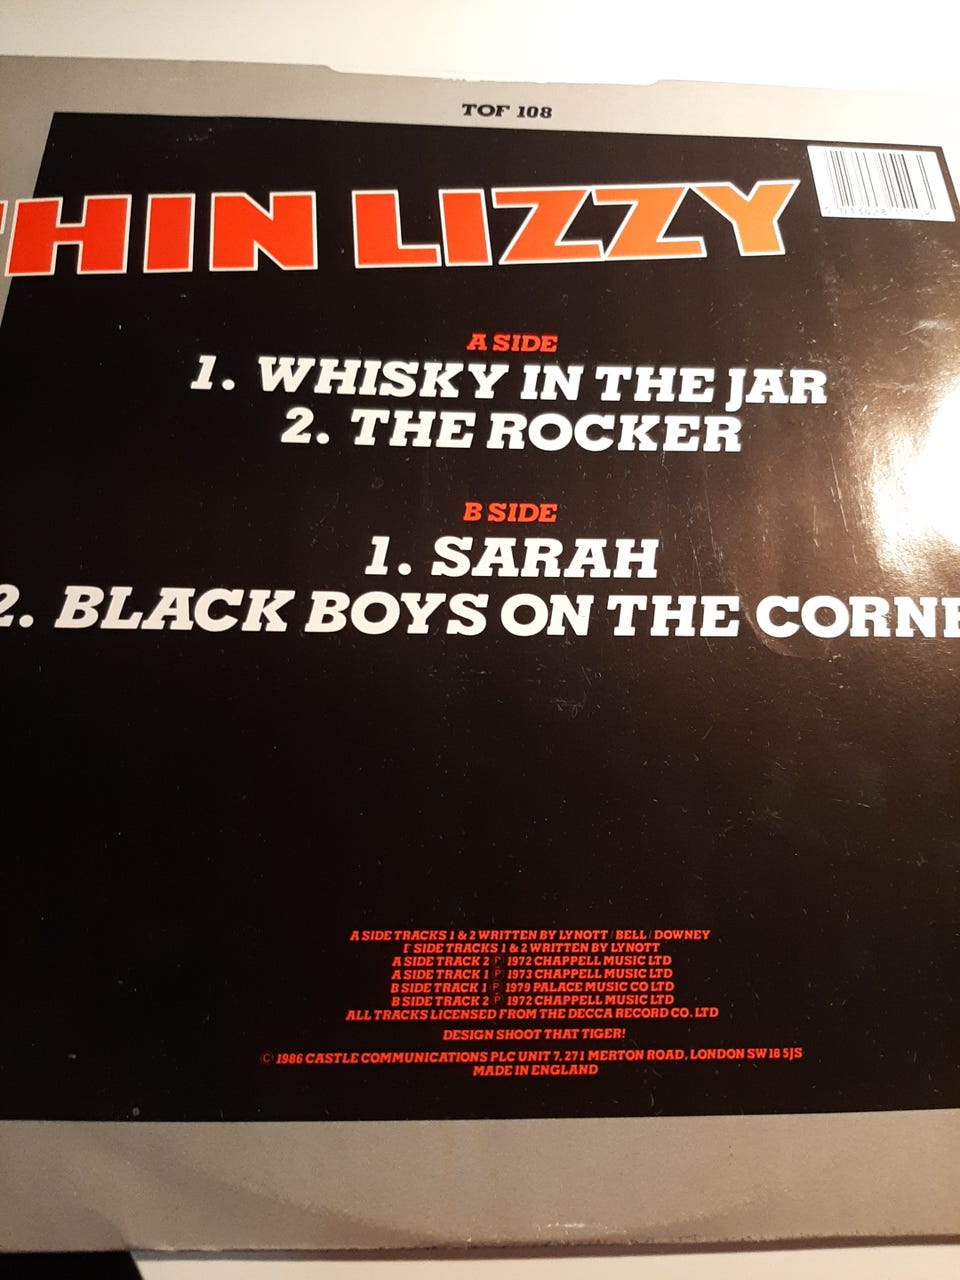 TOF 108
THIN LIZZY
A SIDE
1. WHISKY IN THE JAR
2. THE ROCKER
B SIDE
1. SARAH
2. BLACK BOYS ON THE CORNE
A SIDE TRACKS 1 & 2 WRITTEN BY LYNOTT / BELL / DOWNEY
SIDE TRACKS 1 & 2 WRITTEN BY LYNOTT
A SIDE TRACK 2 Ⓟ 1972 CHAPPELL MUSIC LTD
A SIDE TRACK 1 Ⓟ 1973 CHAPPELL MUSIC LTD
B SIDE TRACK 1 Ⓟ 1979 PALACE MUSIC CO LTD
B SIDE TRACK 2 Ⓟ 1972 CHAPPELL MUSIC LTD
ALL TRACKS LICENSED FROM THE DECCA RECORD CO. LTD
DESIGN SHOOT THAT TIGER!
© 1986 CASTLE COMMUNICATIONS PLC UNIT 7, 271 MERTON ROAD, LONDON SW18 5JS
MADE IN ENGLAND